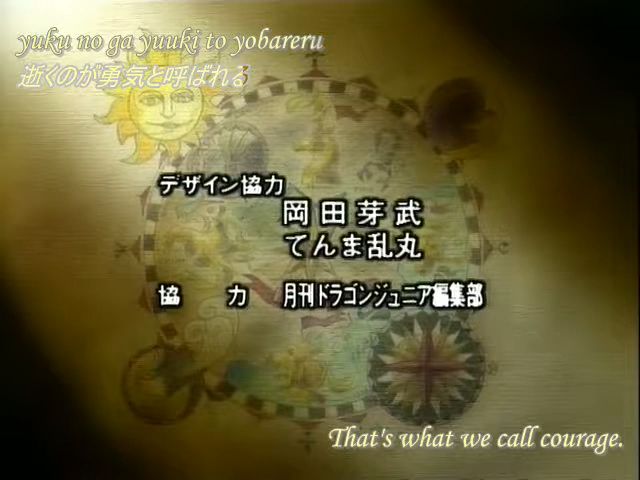 yuku no ga yuuki to yobareru
逝くのが勇気と呼ばれる
デザイン協力
岡田芽武
てんま乱丸
協 力 月刊ドラゴンジュニア編集部
That's what we call courage.